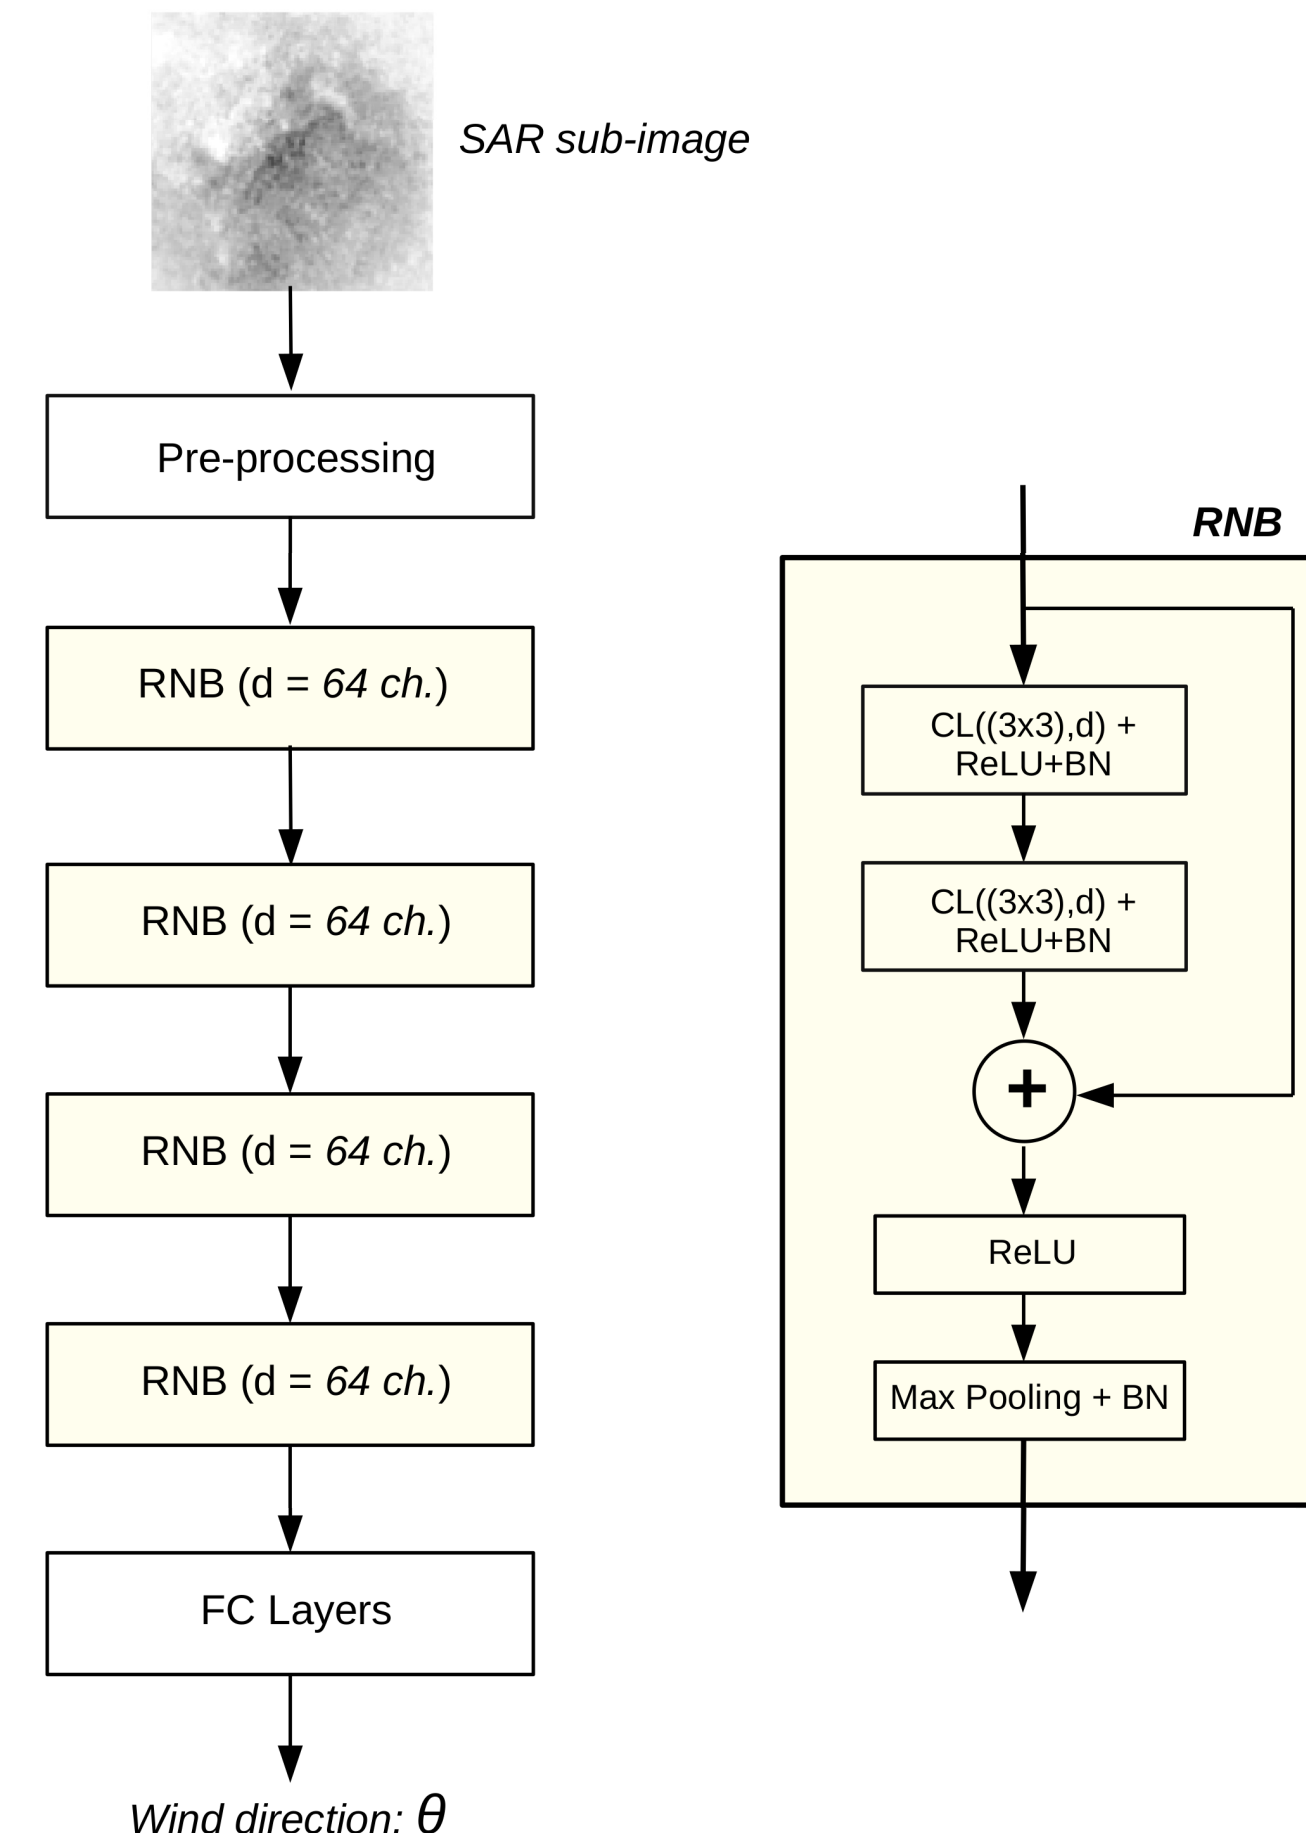 SAR sub-image
Pre-processing
RNB (d = 64 ch.)
RNB (d = 64 ch.)
RNB (d = 64 ch.)
RNB (d = 64 ch.)
FC Layers
Wind direction: θ
RNB
CL((3x3),d) +
ReLU+BN
CL((3x3),d) +
ReLU+BN
+
ReLU
Max Pooling + BN